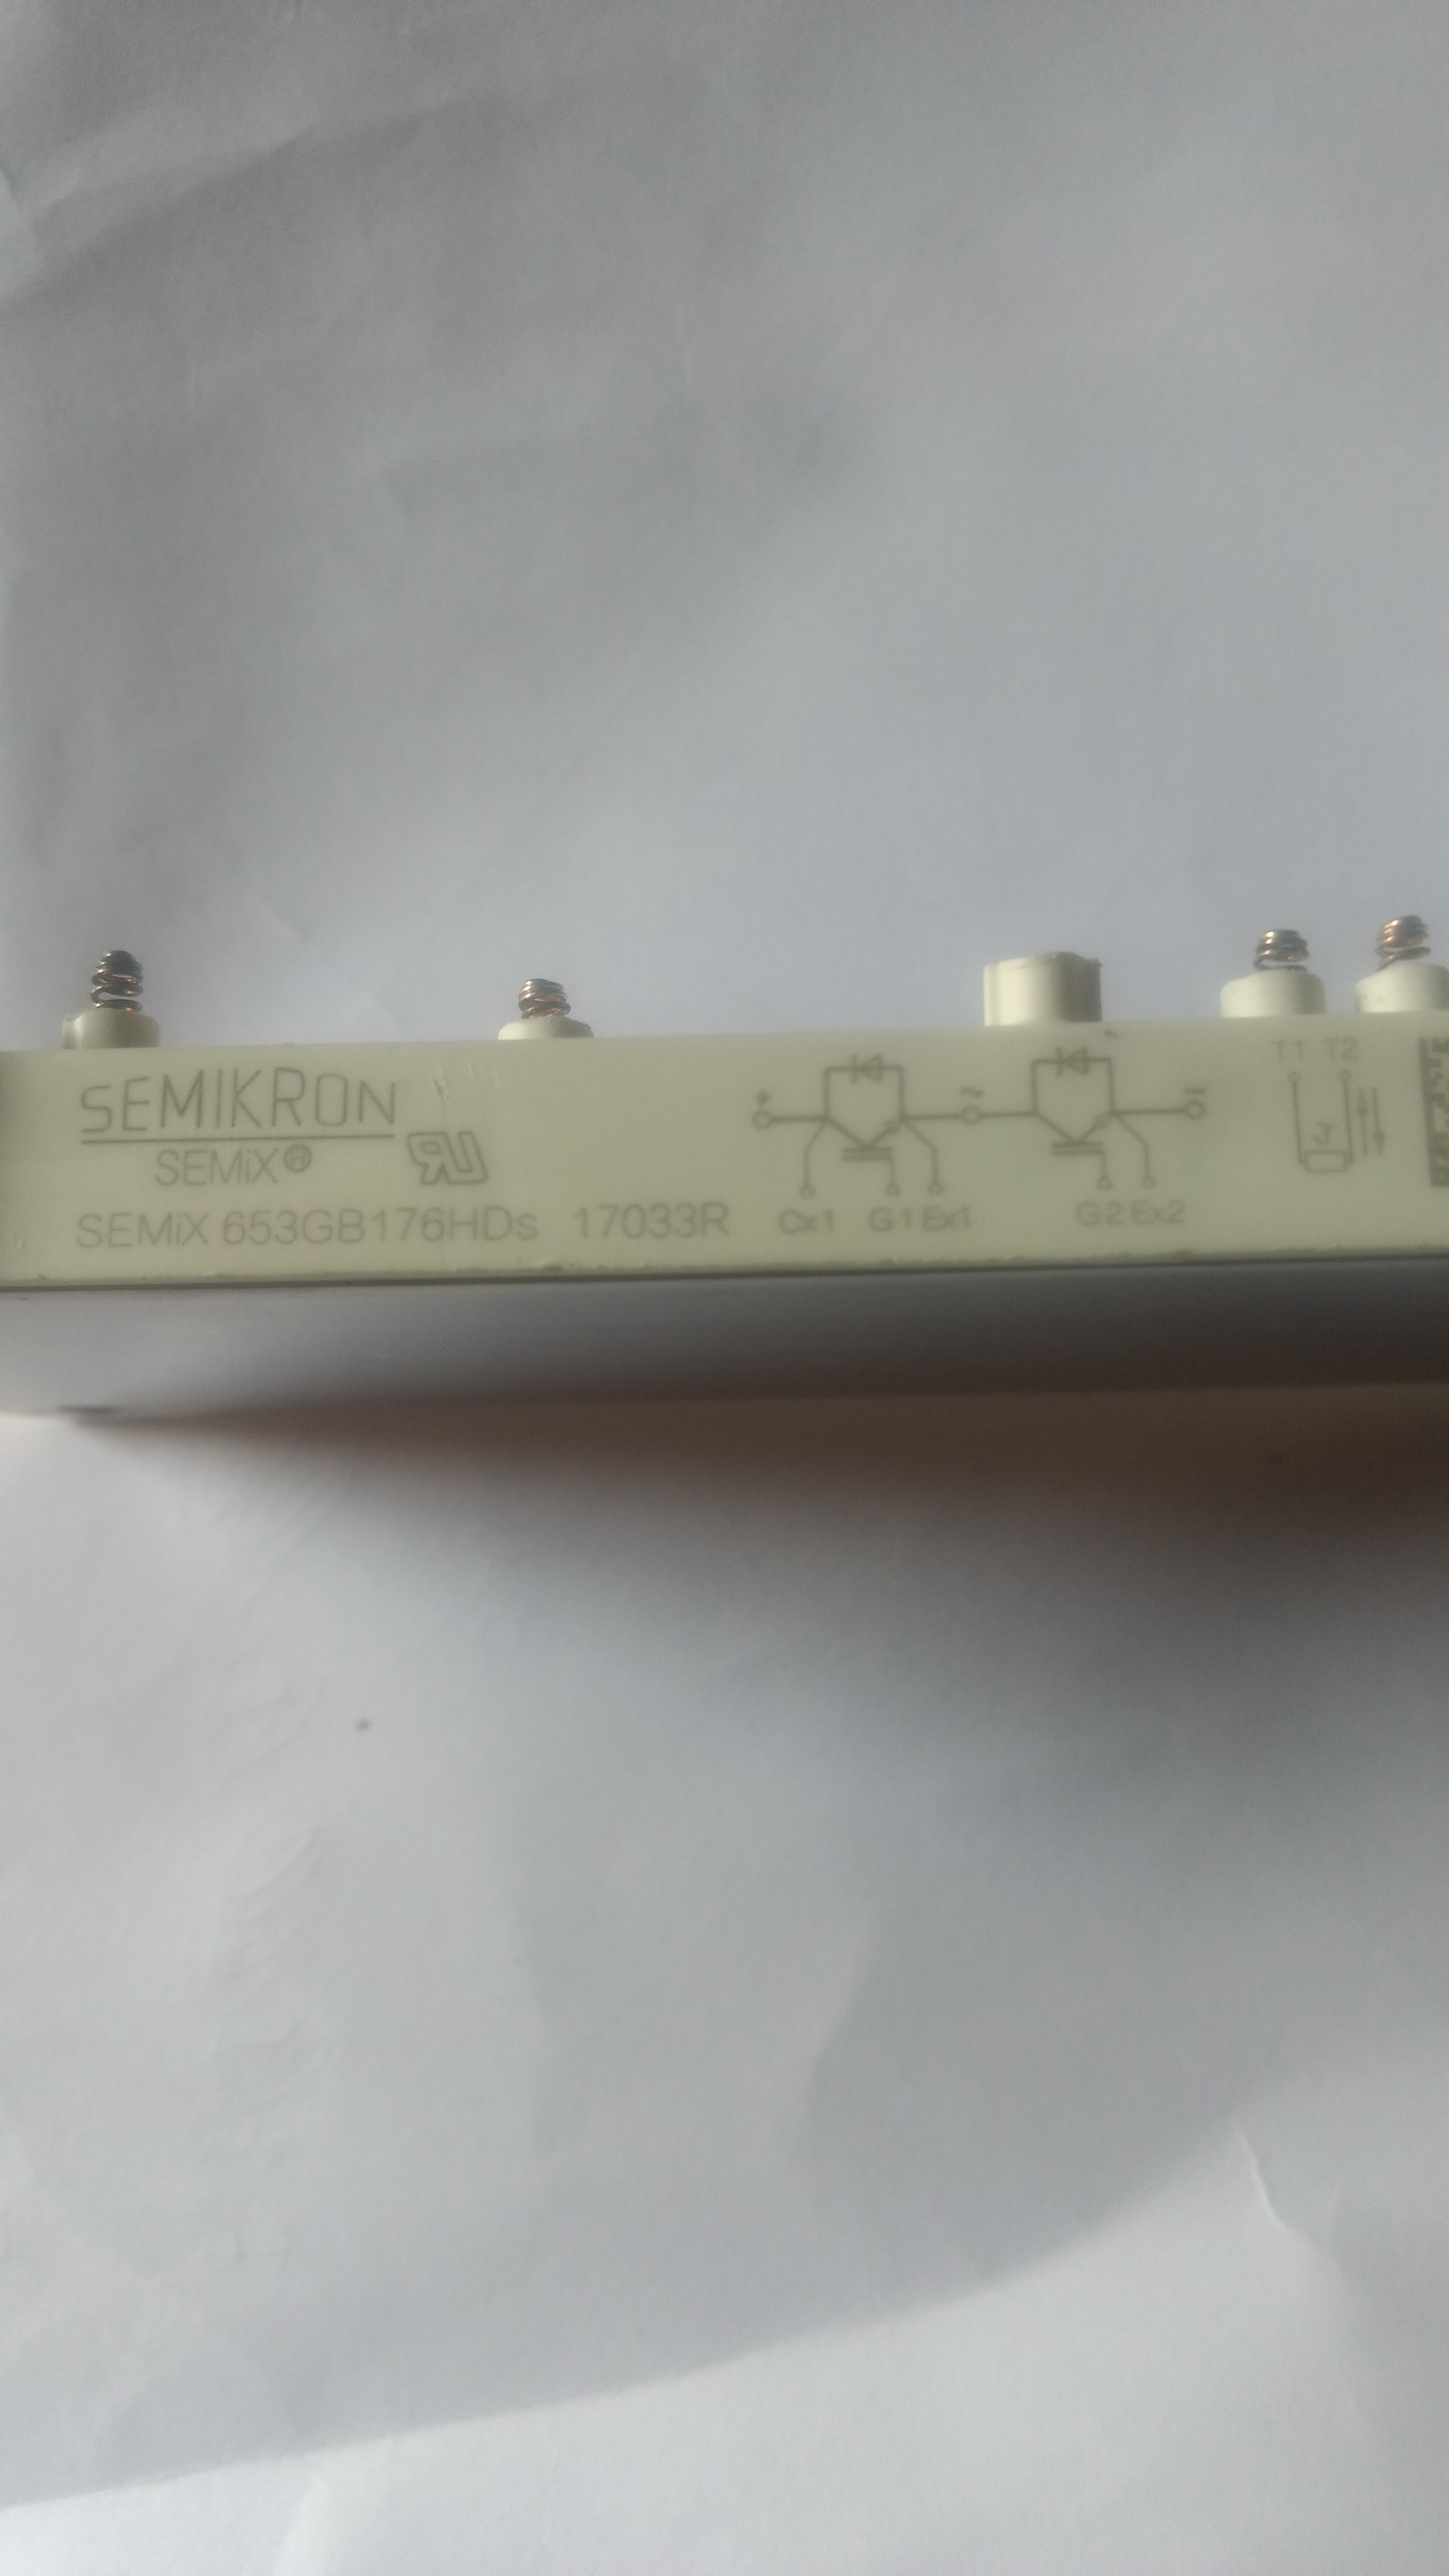 SEMIKRON
SEMiX®
SEMiX 653GB176HDs 17033R
+ ~ -
Cx1 G1 Ex1 G2 Ex2
T1 T2